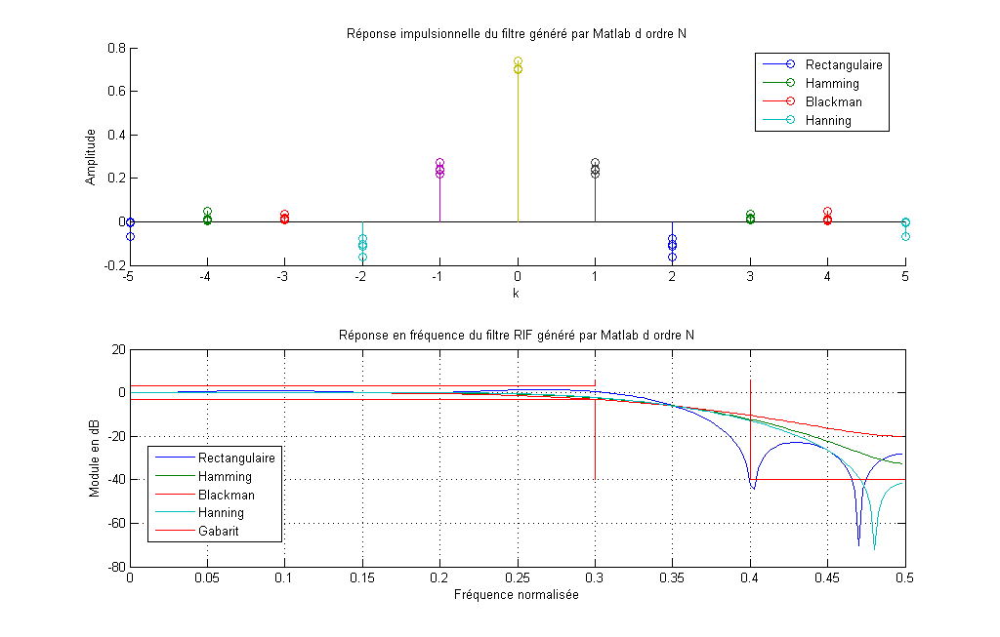 Réponse impulsionnelle du filtre généré par Matlab d ordre N
0.8
0.6
0.4
0.2
0
-0.2
Amplitude
Rectangulaire
Hamming
Blackman
Hanning
-5 -4 -3 -2 -1 0 1 2 3 4 5
k
Réponse en fréquence du filtre RIF généré par Matlab d ordre N
20
0
-20
-40
-60
-80
Module en dB
Rectangulaire
Hamming
Blackman
Hanning
Gabarit
0 0.05 0.1 0.15 0.2 0.25 0.3 0.35 0.4 0.45 0.5
Fréquence normalisée